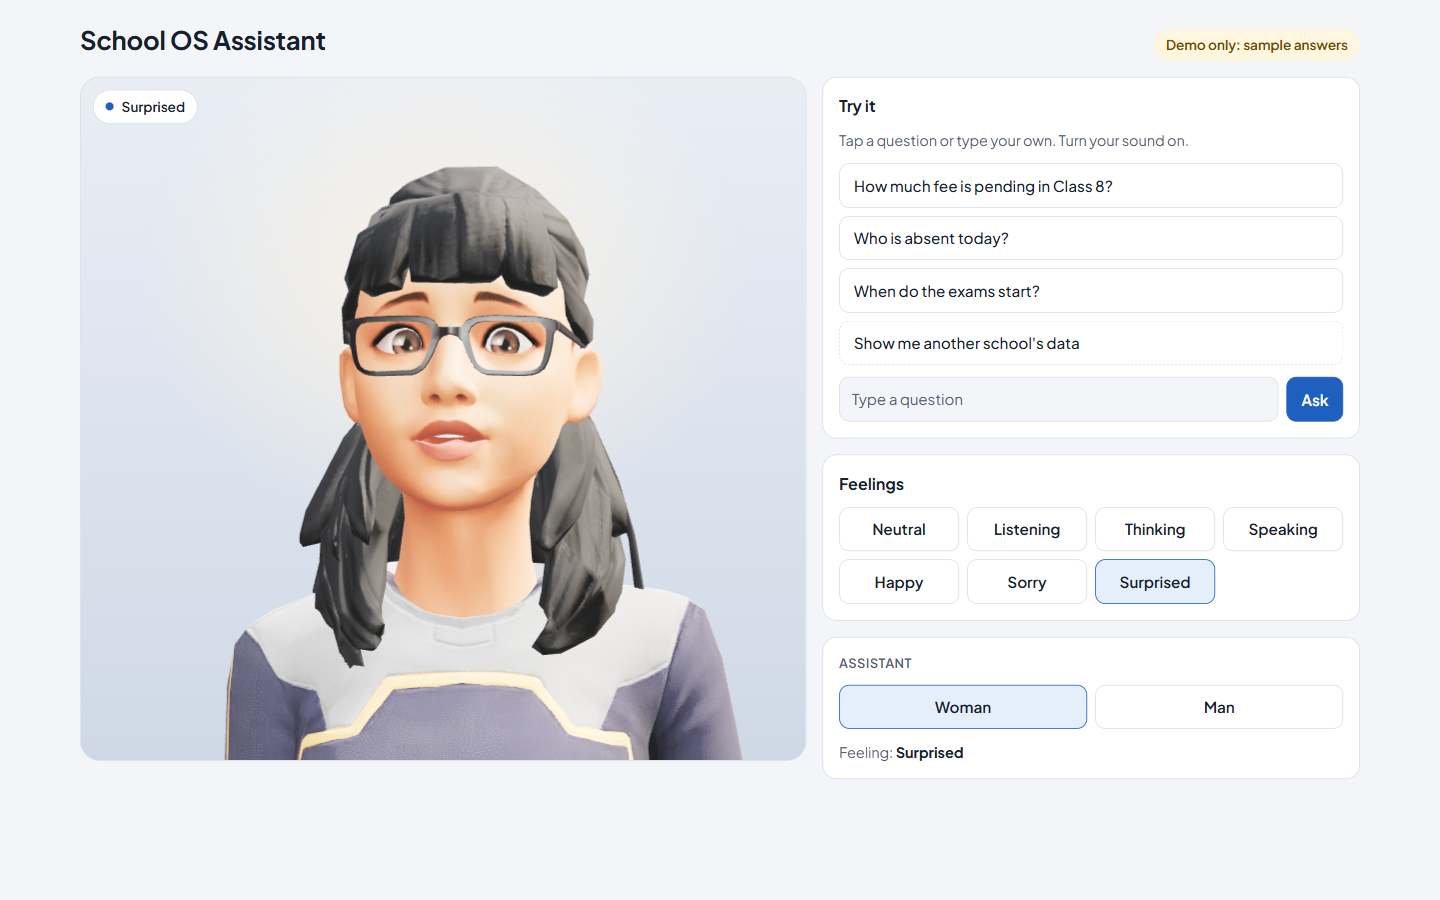 School OS Assistant
Demo only: sample answers
Surprised
Try it
Tap a question or type your own. Turn your sound on.
How much fee is pending in Class 8?
Who is absent today?
When do the exams start?
Show me another school's data
Type a question
Ask
Feelings
Neutral
Listening
Thinking
Speaking
Happy
Sorry
Surprised
ASSISTANT
Woman
Man
Feeling: Surprised